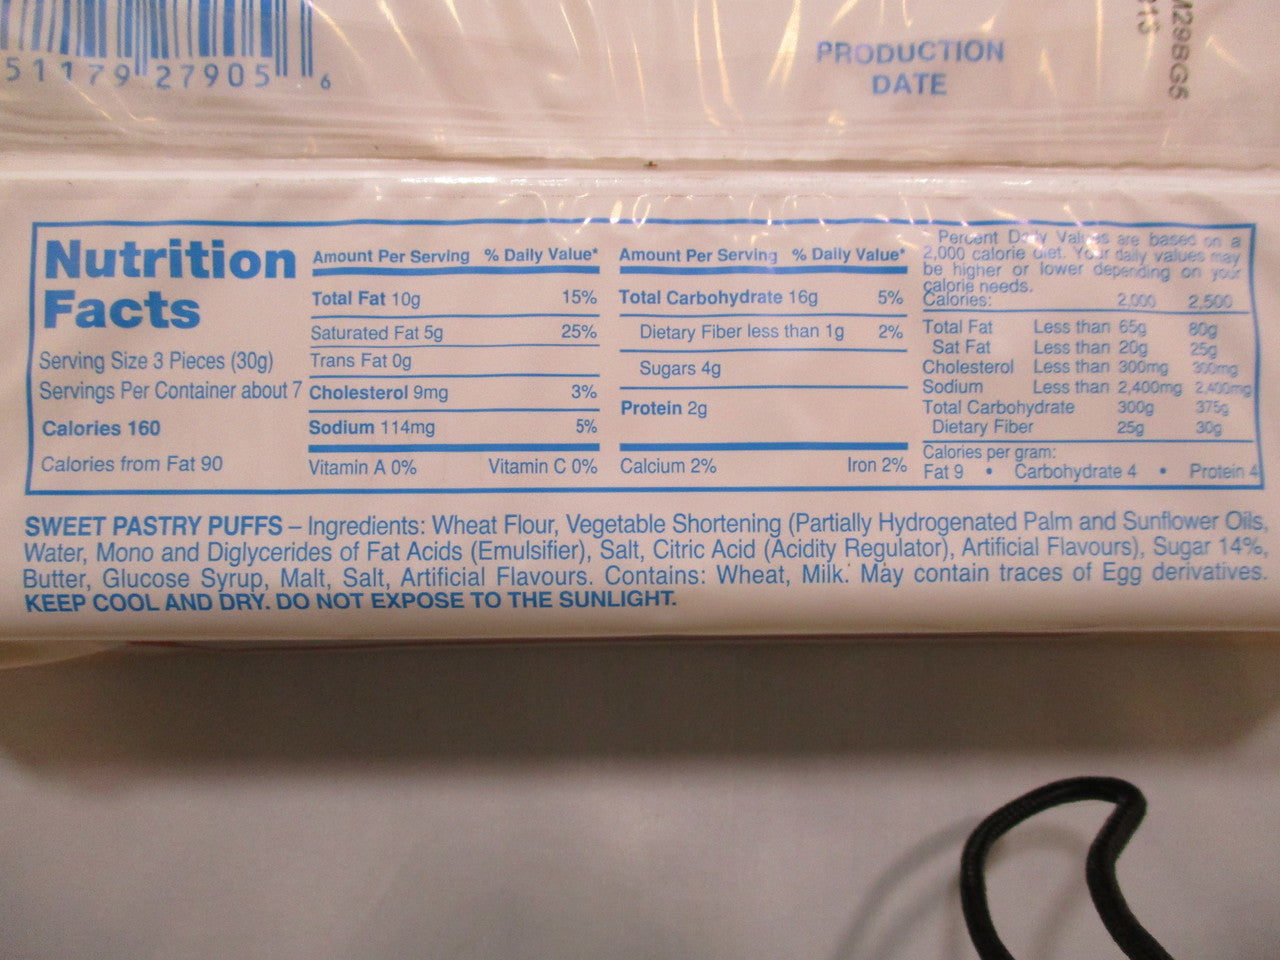 51179 27905 6
PRODUCTION
DATE
M29BG5
Nutrition
Facts
Serving Size 3 Pieces (30g)
Servings Per Container about 7
Calories 160
Calories from Fat 90
Amount Per Serving % Daily Value*
Total Fat 10g 15%
Saturated Fat 5g 25%
Trans Fat 0g
Cholesterol 9mg 3%
Sodium 114mg 5%
Vitamin A 0% Vitamin C 0%
Amount Per Serving % Daily Value*
Total Carbohydrate 16g 5%
Dietary Fiber less than 1g 2%
Sugars 4g
Protein 2g
Calcium 2% Iron 2%
Percent Daily Values are based on a
2,000 calorie diet. Your daily values may
be higher or lower depending on your
calorie needs.
Calories: 2,000 2,500
Total Fat Less than 65g 80g
Sat Fat Less than 20g 25g
Cholesterol Less than 300mg 300mg
Sodium Less than 2,400mg 2,400mg
Total Carbohydrate 300g 375g
Dietary Fiber 25g 30g
Calories per gram:
Fat 9 • Carbohydrate 4 • Protein 4
SWEET PASTRY PUFFS – Ingredients: Wheat Flour, Vegetable Shortening (Partially Hydrogenated Palm and Sunflower Oils,
Water, Mono and Diglycerides of Fat Acids (Emulsifier), Salt, Citric Acid (Acidity Regulator), Artificial Flavours), Sugar 14%,
Butter, Glucose Syrup, Malt, Salt, Artificial Flavours. Contains: Wheat, Milk. May contain traces of Egg derivatives.
KEEP COOL AND DRY. DO NOT EXPOSE TO THE SUNLIGHT.